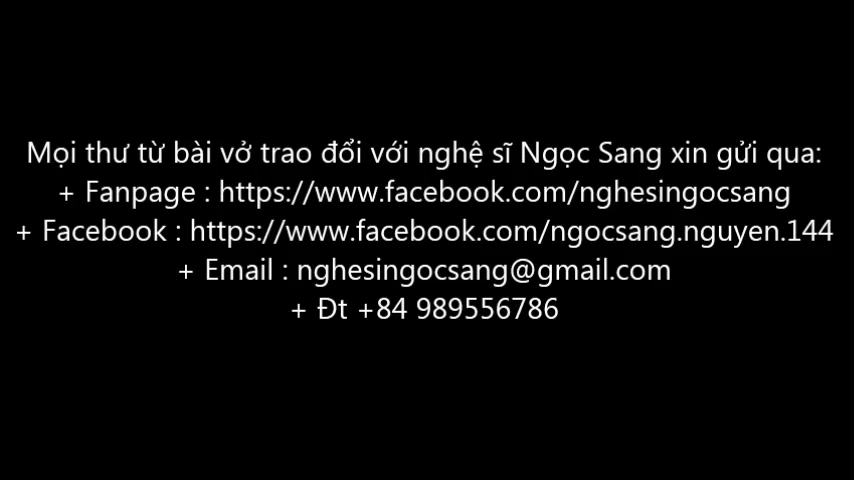 Mọi thư từ bài vở trao đổi với nghệ sĩ Ngọc Sang xin gửi qua:
+ Fanpage : https://www.facebook.com/nghesingocsang
+ Facebook : https://www.facebook.com/ngocsang.nguyen.144
+ Email : nghesingocsang@gmail.com
+ Đt +84 989556786